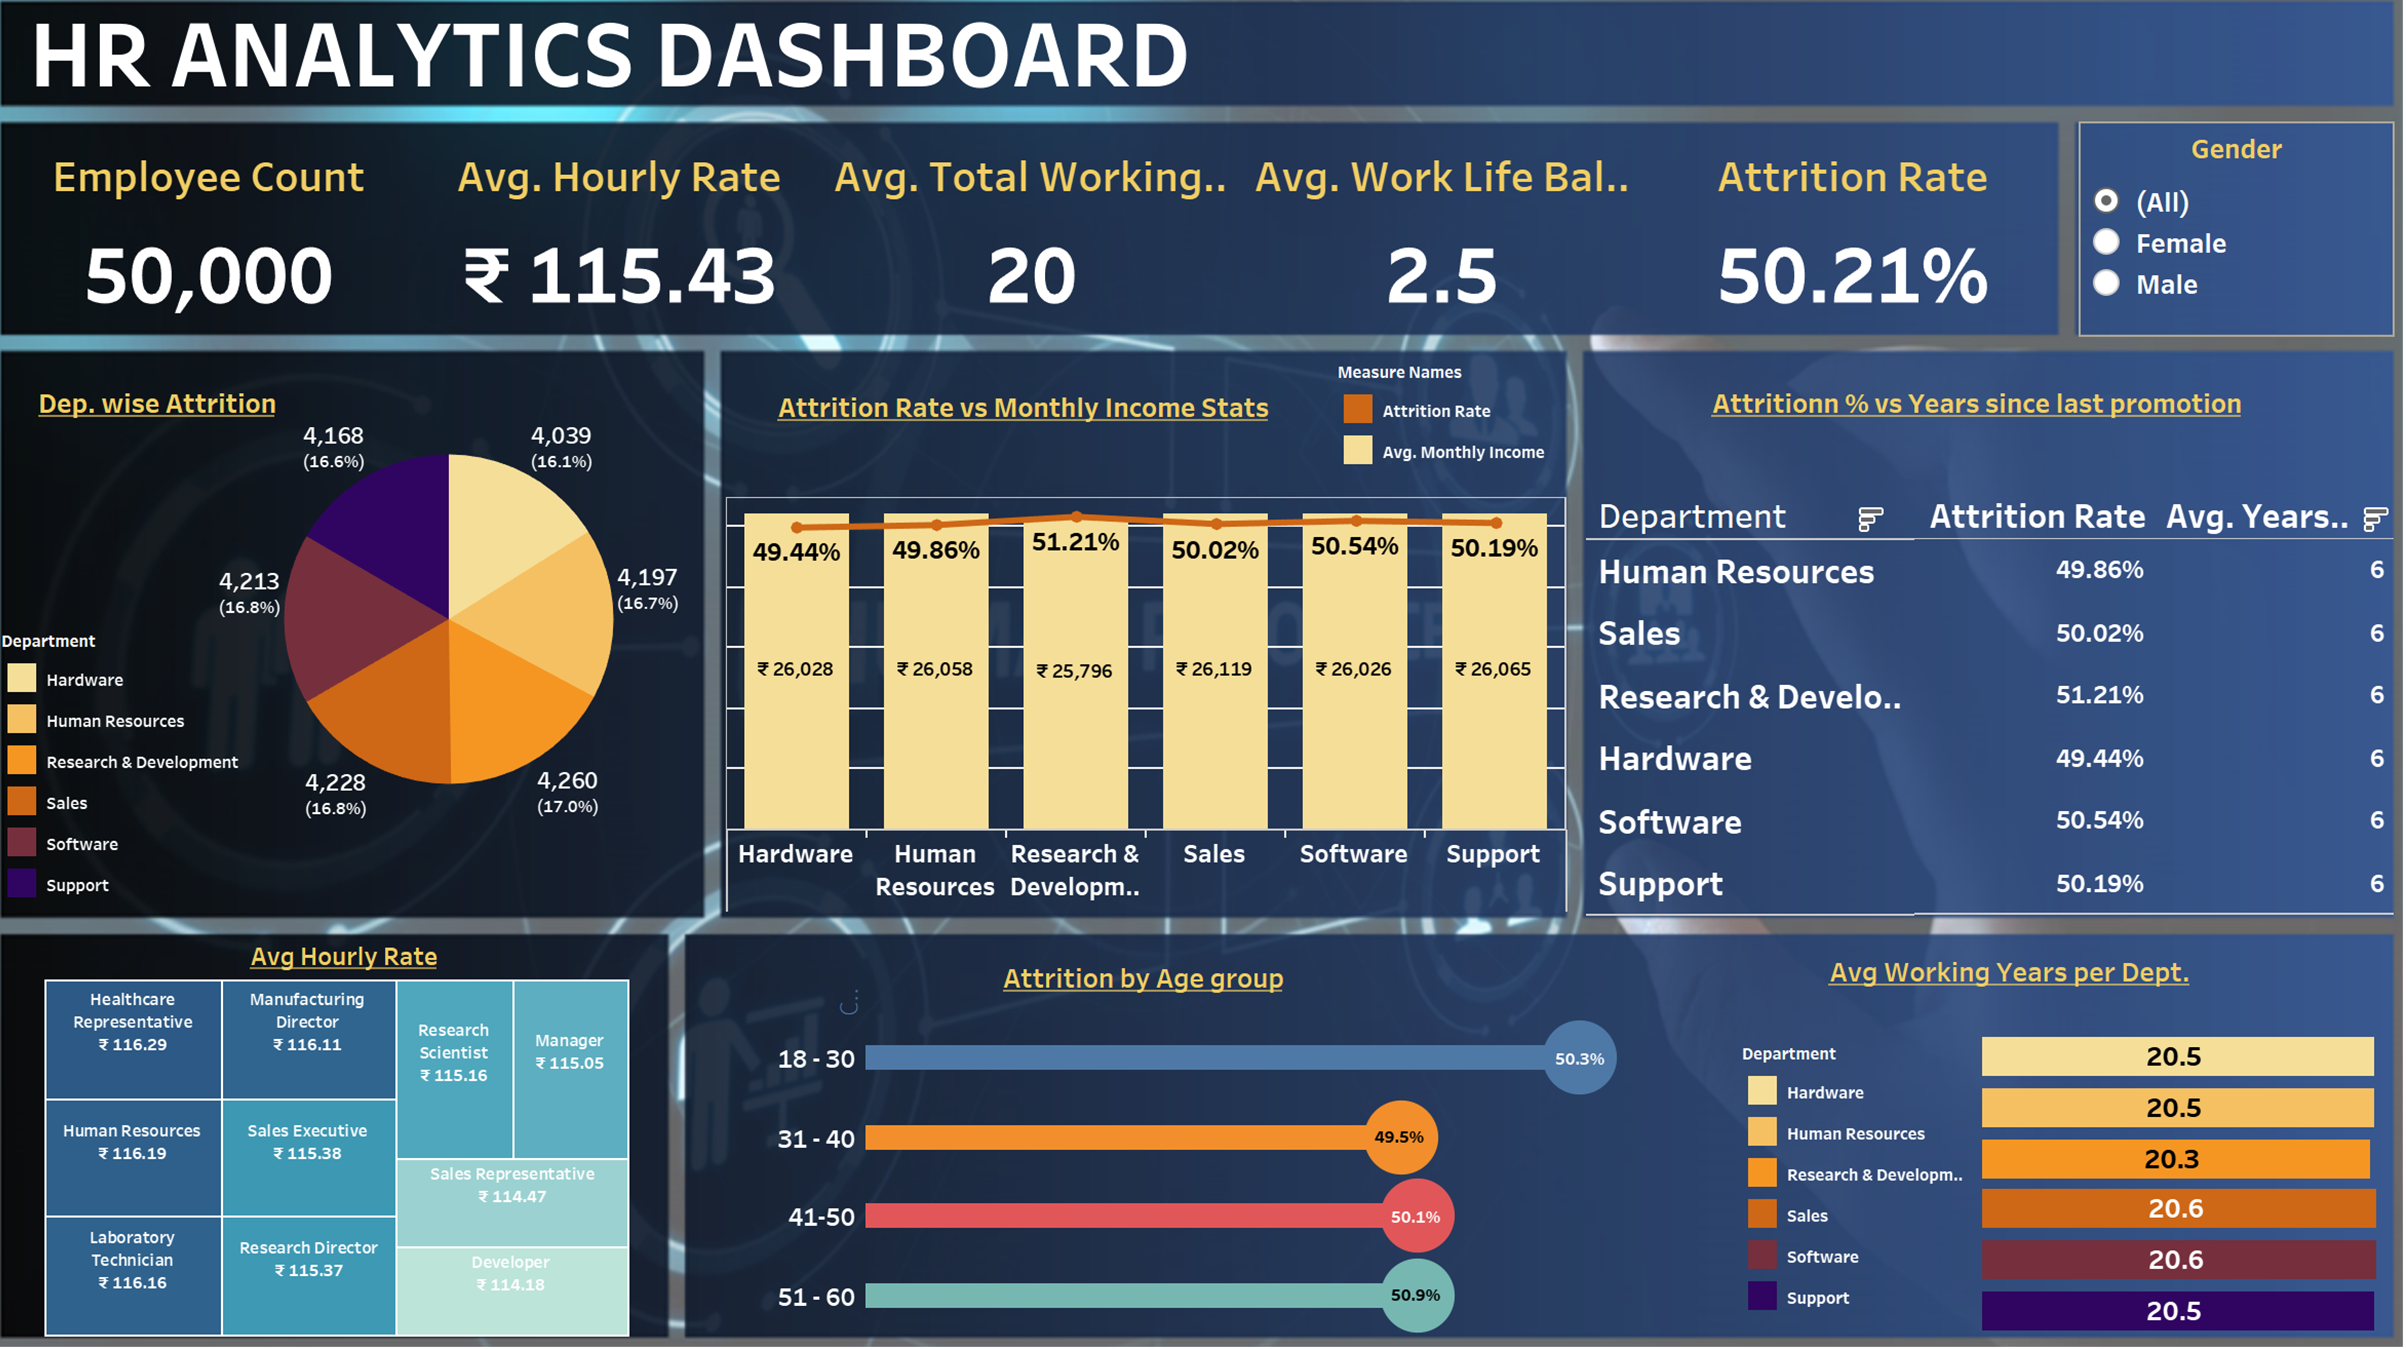 HR ANALYTICS DASHBOARD
Employee Count
50,000
Avg. Hourly Rate
₹ 115.43
Avg. Total Working..
20
Avg. Work Life Bal..
2.5
Attrition Rate
50.21%
Gender
(All)
Female
Male
Dep. wise Attrition
4,168
(16.6%)
4,039
(16.1%)
4,213
(16.8%)
4,197
(16.7%)
4,228
(16.8%)
4,260
(17.0%)
Department
Hardware
Human Resources
Research & Development
Sales
Software
Support
Attrition Rate vs Monthly Income Stats
Measure Names
Attrition Rate
Avg. Monthly Income
49.44%
49.86%
51.21%
50.02%
50.54%
50.19%
₹ 26,028
₹ 26,058
₹ 25,796
₹ 26,119
₹ 26,026
₹ 26,065
Hardware
Human
Resources
Research &
Developm..
Sales
Software
Support
Attritionn % vs Years since last promotion
Department Attrition Rate Avg. Years..
Human Resources 49.86% 6
Sales 50.02% 6
Research & Develo.. 51.21% 6
Hardware 49.44% 6
Software 50.54% 6
Support 50.19% 6
Avg Hourly Rate
Healthcare
Representative
₹ 116.29
Manufacturing
Director
₹ 116.11
Research
Scientist
₹ 115.16
Manager
₹ 115.05
Human Resources
₹ 116.19
Sales Executive
₹ 115.38
Sales Representative
₹ 114.47
Laboratory
Technician
₹ 116.16
Research Director
₹ 115.37
Developer
₹ 114.18
Attrition by Age group
C..
18 - 30 50.3%
31 - 40 49.5%
41-50 50.1%
51 - 60 50.9%
Avg Working Years per Dept.
Department
Hardware
Human Resources
Research & Developm..
Sales
Software
Support
20.5
20.5
20.3
20.6
20.6
20.5